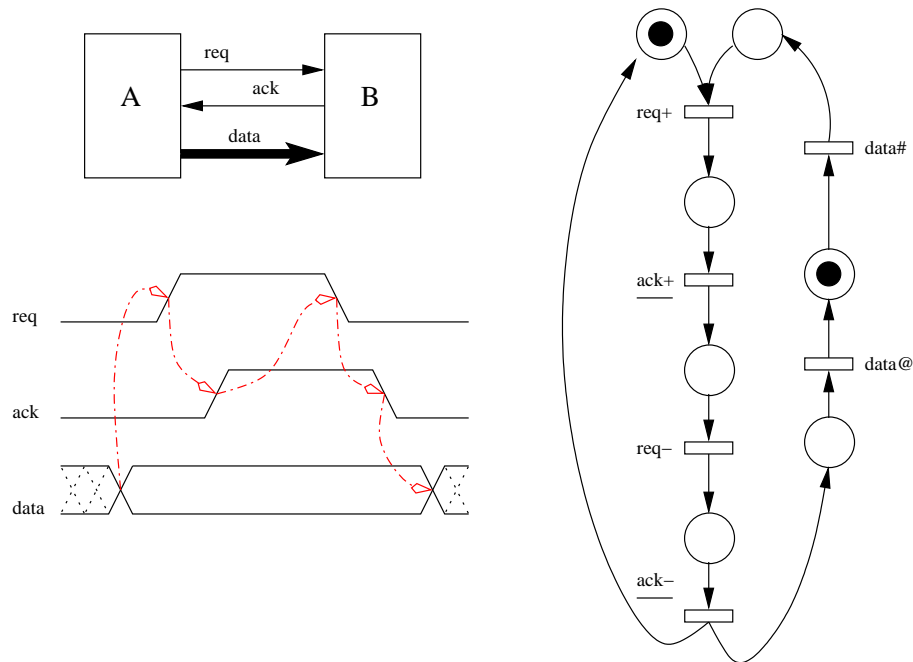 A
B
req
ack
data
req
ack
data
req+
ack+
req−
ack−
data#
data@